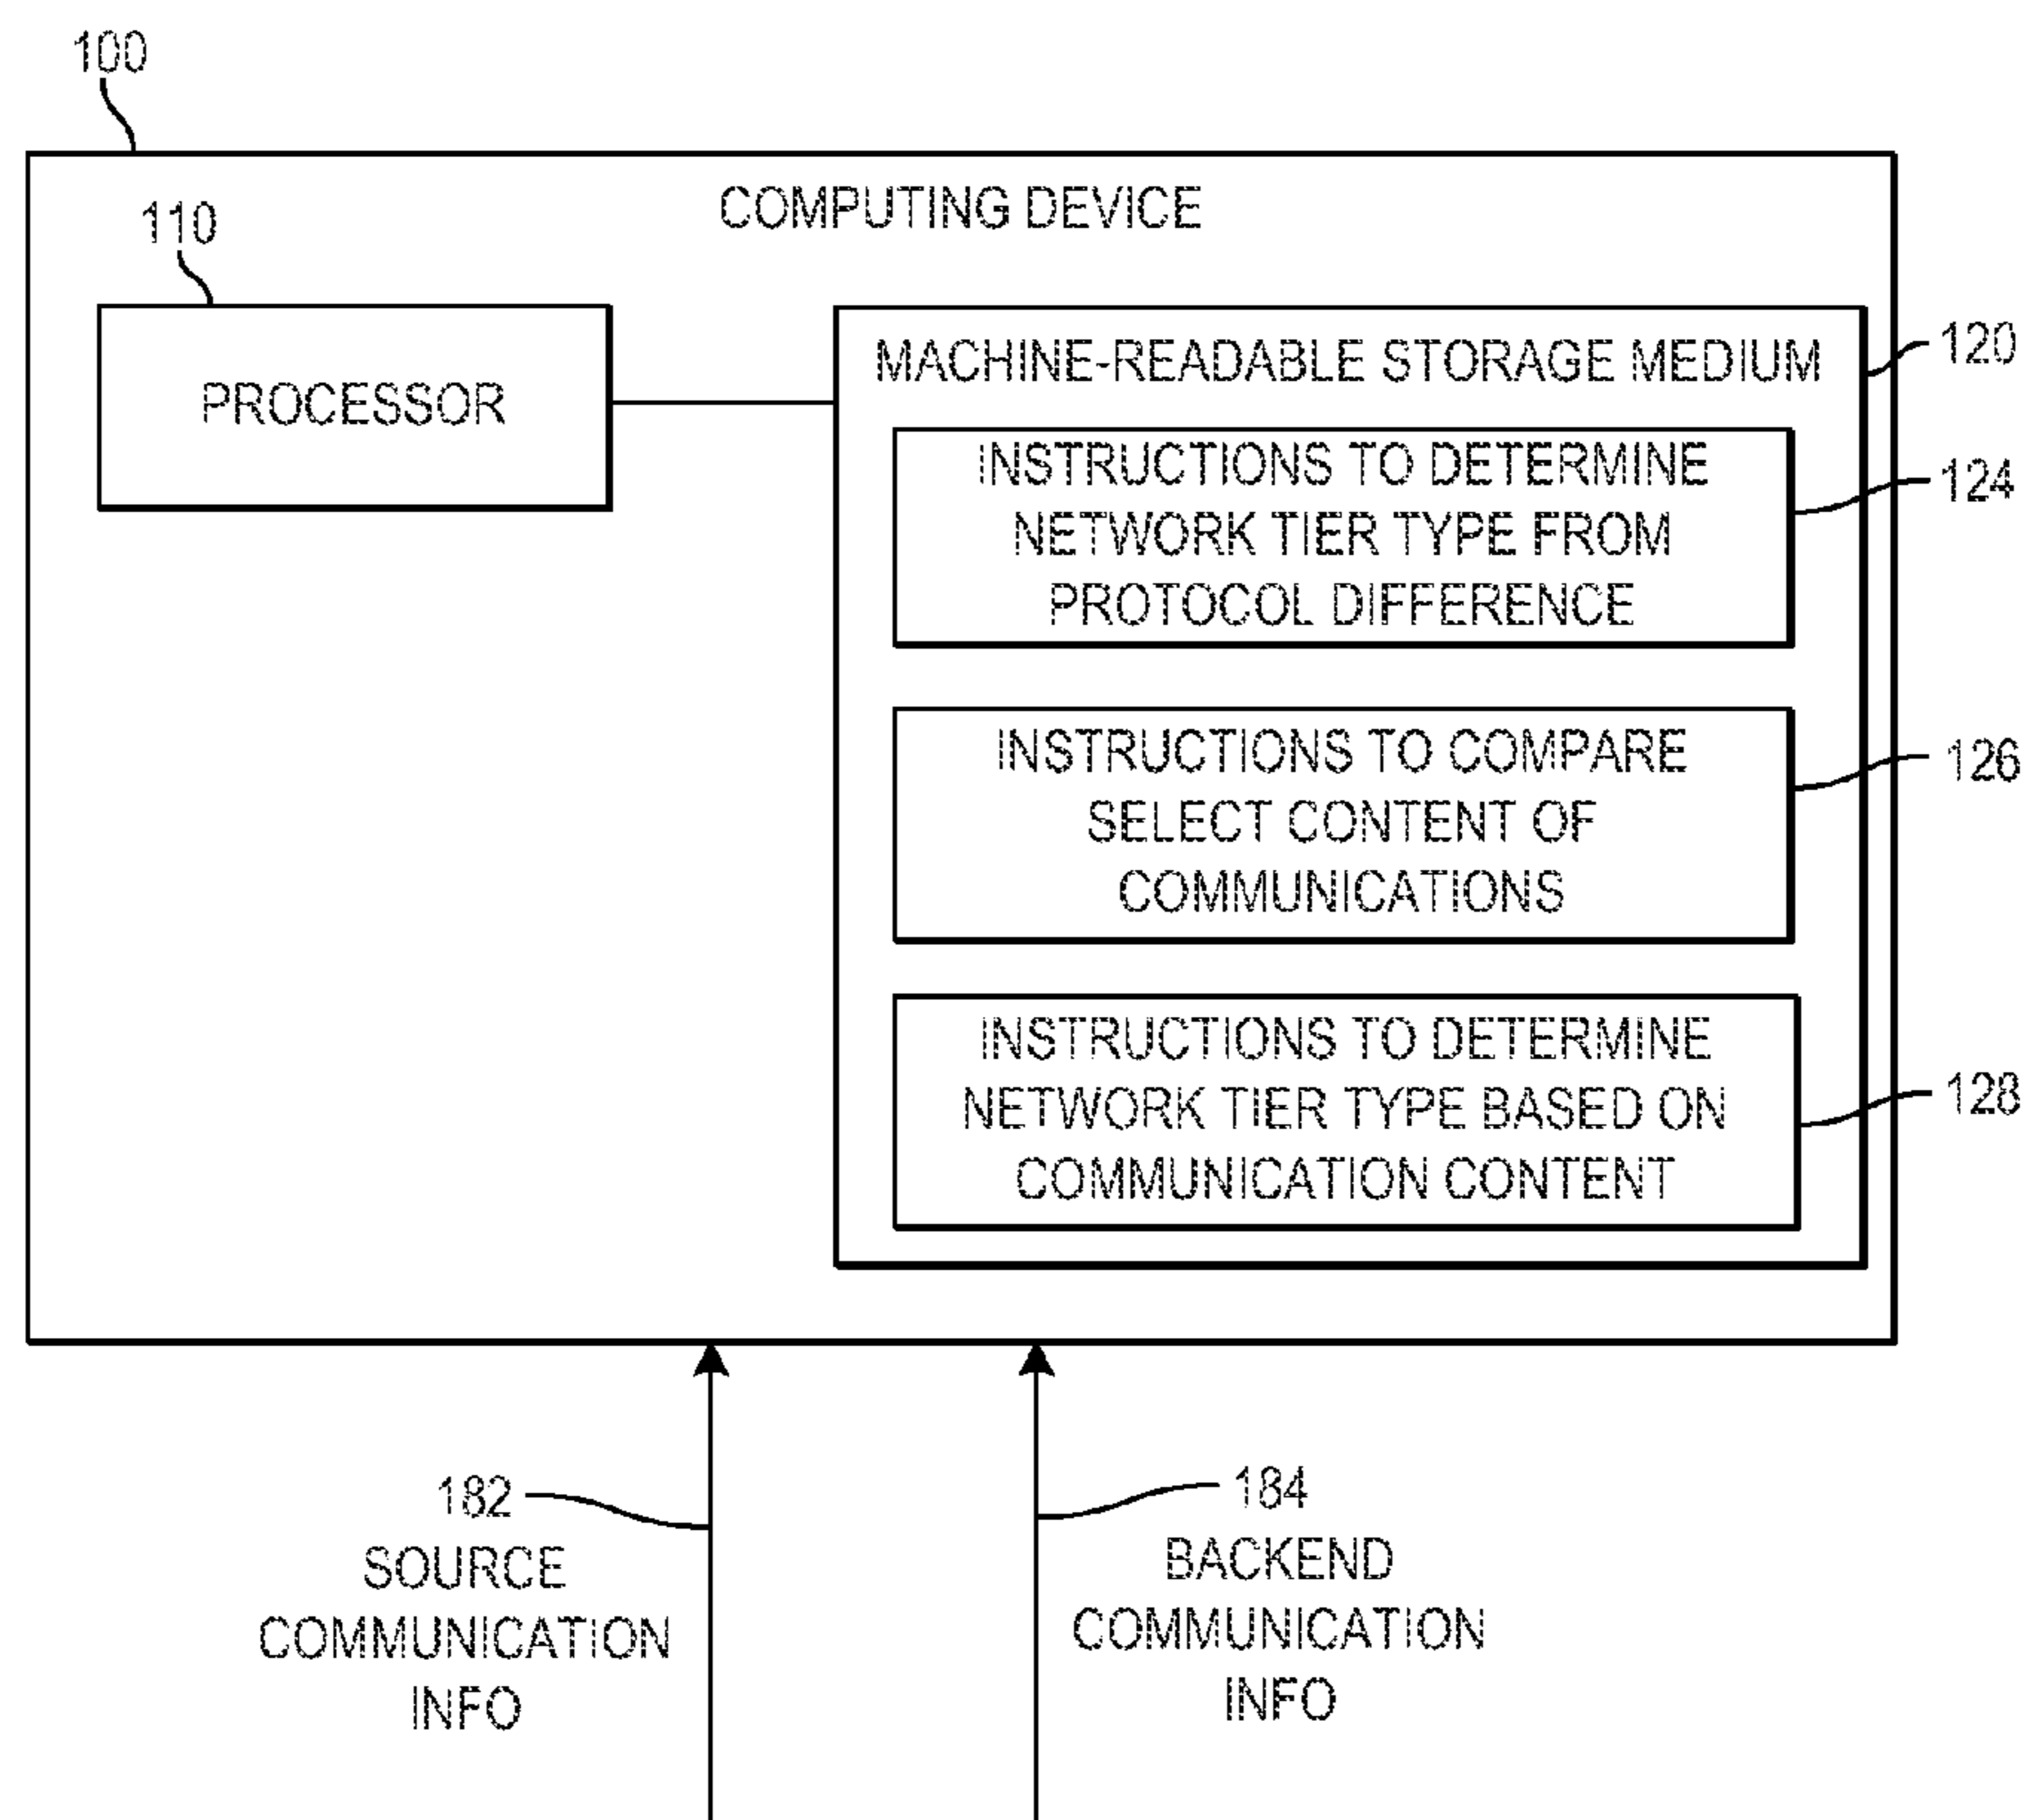 100
COMPUTING DEVICE
110
PROCESSOR
MACHINE-READABLE STORAGE MEDIUM
120
INSTRUCTIONS TO DETERMINE
NETWORK TIER TYPE FROM
PROTOCOL DIFFERENCE
124
INSTRUCTIONS TO COMPARE
SELECT CONTENT OF
COMMUNICATIONS
126
INSTRUCTIONS TO DETERMINE
NETWORK TIER TYPE BASED ON
COMMUNICATION CONTENT
128
182
SOURCE
COMMUNICATION
INFO
184
BACKEND
COMMUNICATION
INFO